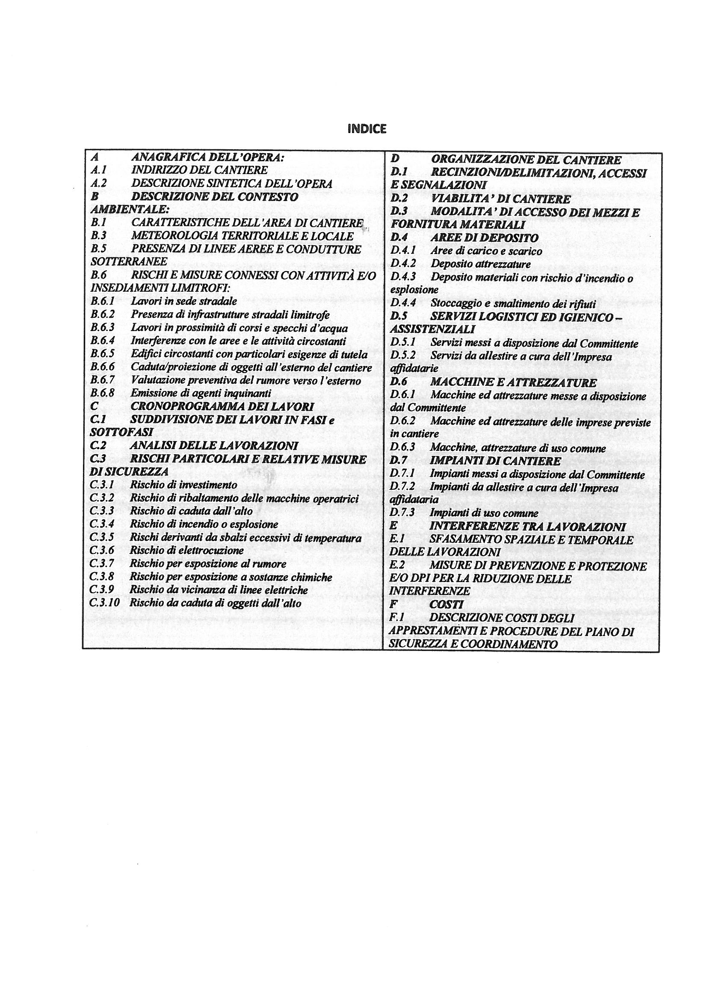 INDICE
A ANAGRAFICA DELL'OPERA:
A.1 INDIRIZZO DEL CANTIERE
A.2 DESCRIZIONE SINTETICA DELL'OPERA
B DESCRIZIONE DEL CONTESTO
AMBIENTALE:
B.1 CARATTERISTICHE DELL'AREA DI CANTIERE
B.3 METEOROLOGIA TERRITORIALE E LOCALE
B.5 PRESENZA DI LINEE AEREE E CONDUTTURE
SOTTERRANEE
B.6 RISCHI E MISURE CONNESSI CON ATTIVITÀ E/O
INSEDIAMENTI LIMITROFI:
B.6.1 Lavori in sede stradale
B.6.2 Presenza di infrastrutture stradali limitrofe
B.6.3 Lavori in prossimità di corsi e specchi d'acqua
B.6.4 Interferenze con le aree e le attività circostanti
B.6.5 Edifici circostanti con particolari esigenze di tutela
B.6.6 Caduta/proiezione di oggetti all'esterno del cantiere
B.6.7 Valutazione preventiva del rumore verso l'esterno
B.6.8 Emissione di agenti inquinanti
C CRONOPROGRAMMA DEI LAVORI
C.1 SUDDIVISIONE DEI LAVORI IN FASI e
SOTTOFASI
C.2 ANALISI DELLE LAVORAZIONI
C.3 RISCHI PARTICOLARI E RELATIVE MISURE
DI SICUREZZA
C.3.1 Rischio di investimento
C.3.2 Rischio di ribaltamento delle macchine operatrici
C.3.3 Rischio di caduta dall'alto
C.3.4 Rischio di incendio o esplosione
C.3.5 Rischi derivanti da sbalzi eccessivi di temperatura
C.3.6 Rischio di elettrocuzione
C.3.7 Rischio per esposizione al rumore
C.3.8 Rischio per esposizione a sostanze chimiche
C.3.9 Rischio da vicinanza di linee elettriche
C.3.10 Rischio da caduta di oggetti dall'alto
D ORGANIZZAZIONE DEL CANTIERE
D.1 RECINZIONI/DELIMITAZIONI, ACCESSI
E SEGNALAZIONI
D.2 VIABILITA' DI CANTIERE
D.3 MODALITA' DI ACCESSO DEI MEZZI E
FORNITURA MATERIALI
D.4 AREE DI DEPOSITO
D.4.1 Aree di carico e scarico
D.4.2 Deposito attrezzature
D.4.3 Deposito materiali con rischio d'incendio o
esplosione
D.4.4 Stoccaggio e smaltimento dei rifiuti
D.5 SERVIZI LOGISTICI ED IGIENICO –
ASSISTENZIALI
D.5.1 Servizi messi a disposizione dal Committente
D.5.2 Servizi da allestire a cura dell'Impresa
affidatarie
D.6 MACCHINE E ATTREZZATURE
D.6.1 Macchine ed attrezzature messe a disposizione
dal Committente
D.6.2 Macchine ed attrezzature delle imprese previste
in cantiere
D.6.3 Macchine, attrezzature di uso comune
D.7 IMPIANTI DI CANTIERE
D.7.1 Impianti messi a disposizione dal Committente
D.7.2 Impianti da allestire a cura dell'Impresa
affidataria
D.7.3 Impianti di uso comune
E INTERFERENZE TRA LAVORAZIONI
E.1 SFASAMENTO SPAZIALE E TEMPORALE
DELLE LAVORAZIONI
E.2 MISURE DI PREVENZIONE E PROTEZIONE
E/O DPI PER LA RIDUZIONE DELLE
INTERFERENZE
F COSTI
F.1 DESCRIZIONE COSTI DEGLI
APPRESTAMENTI E PROCEDURE DEL PIANO DI
SICUREZZA E COORDINAMENTO